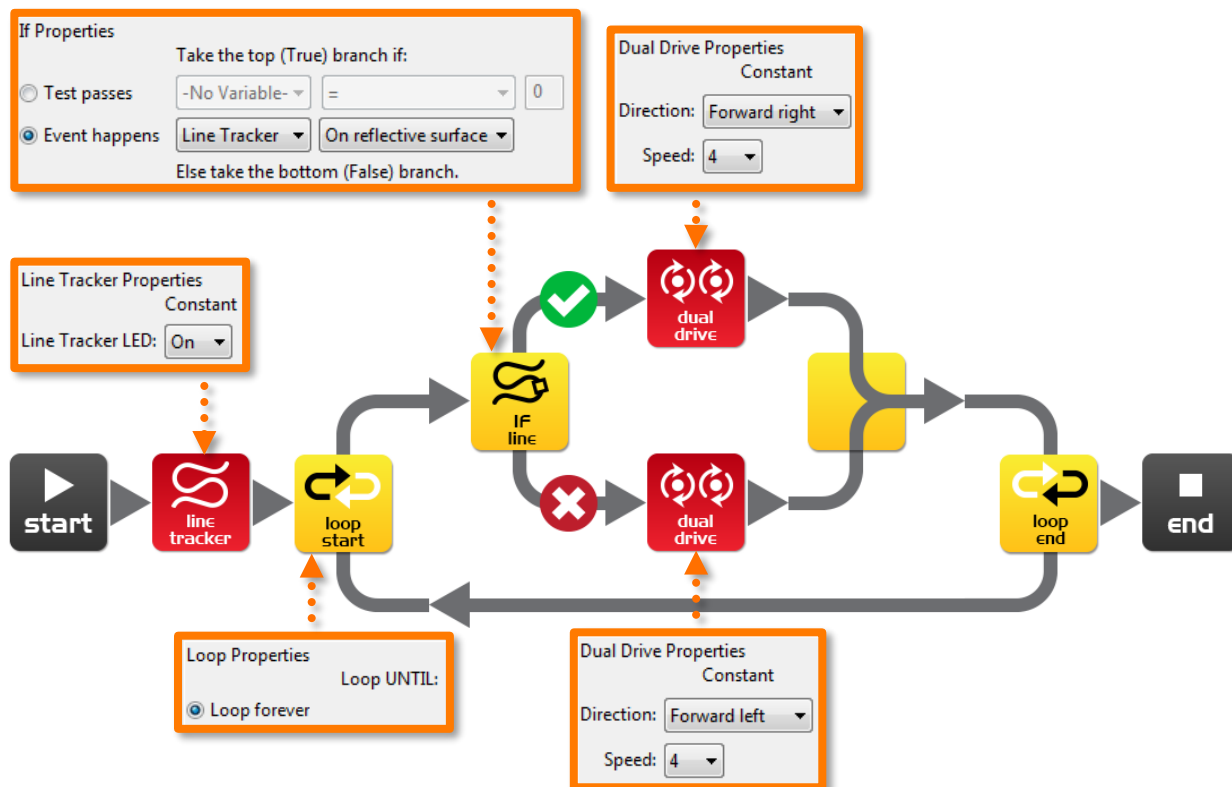 If Properties
Take the top (True) branch if:
Test passes -No Variable- = 0
Event happens Line Tracker On reflective surface
Else take the bottom (False) branch.
Dual Drive Properties
Constant
Direction: Forward right
Speed: 4
Line Tracker Properties
Constant
Line Tracker LED: On
start
line
tracker
loop
start
IF
line
dual
drive
dual
drive
loop
end
end
Loop Properties
Loop UNTIL:
Loop forever
Dual Drive Properties
Constant
Direction: Forward left
Speed: 4